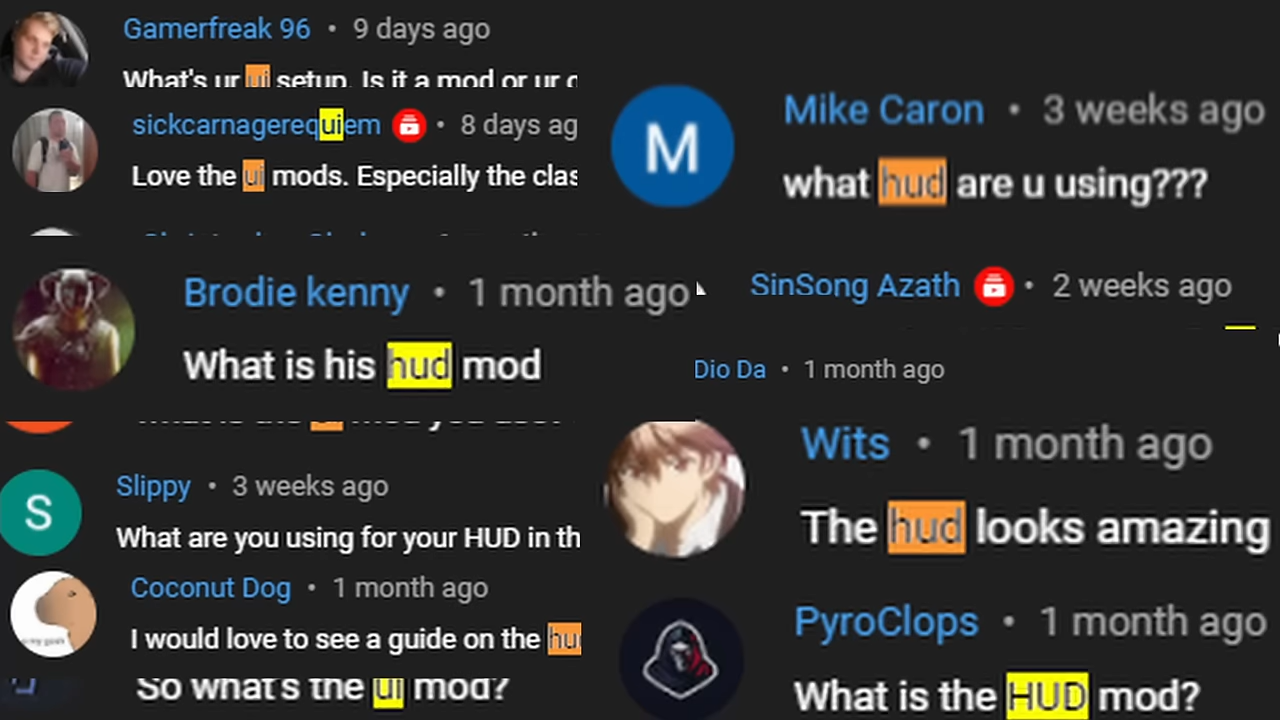 Gamerfreak 96 • 9 days ago
What's ur ui setup. Is it a mod or ur
sickcarnagerequiem • 8 days ag
Love the ui mods. Especially the clas
Brodie kenny • 1 month ago
What is his hud mod
Slippy • 3 weeks ago
What are you using for your HUD in th
Coconut Dog • 1 month ago
I would love to see a guide on the hud
So what's the ui mod?
M
Mike Caron • 3 weeks ago
what hud are u using???
SinSong Azath • 2 weeks ago
Dio Da • 1 month ago
Wits • 1 month ago
The hud looks amazing
PyroClops • 1 month ago
What is the HUD mod?
S